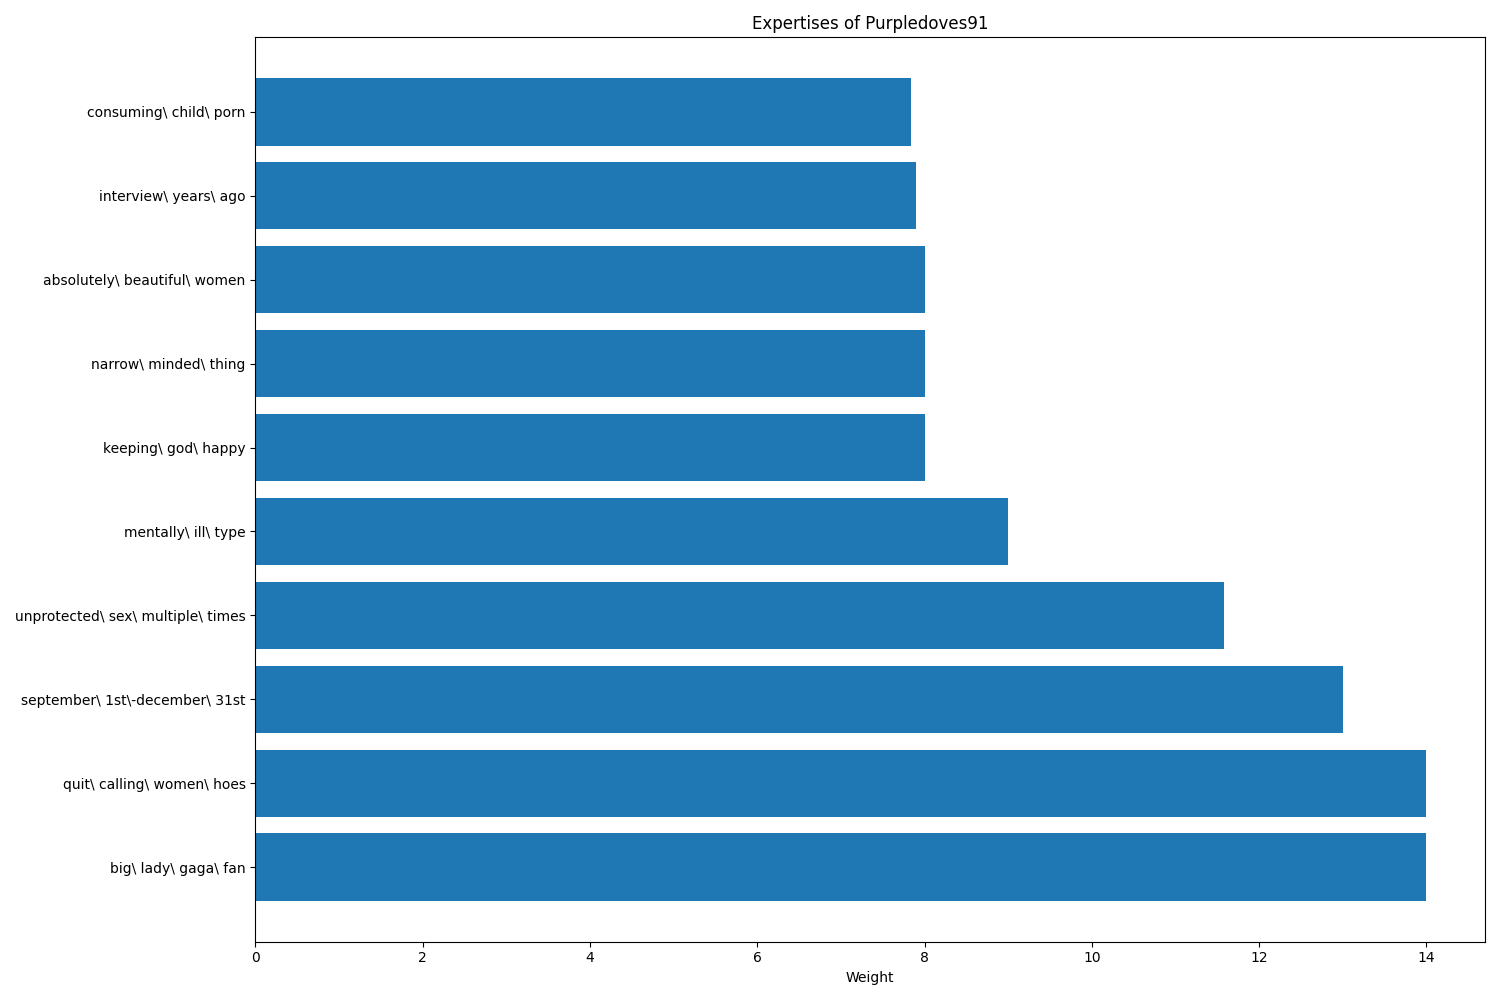 Expertises of Purpledoves91
consuming\ child\ porn
interview\ years\ ago
absolutely\ beautiful\ women
narrow\ minded\ thing
keeping\ god\ happy
mentally\ ill\ type
unprotected\ sex\ multiple\ times
september\ 1st\-december\ 31st
quit\ calling\ women\ hoes
big\ lady\ gaga\ fan
0 2 4 6 8 10 12 14
Weight